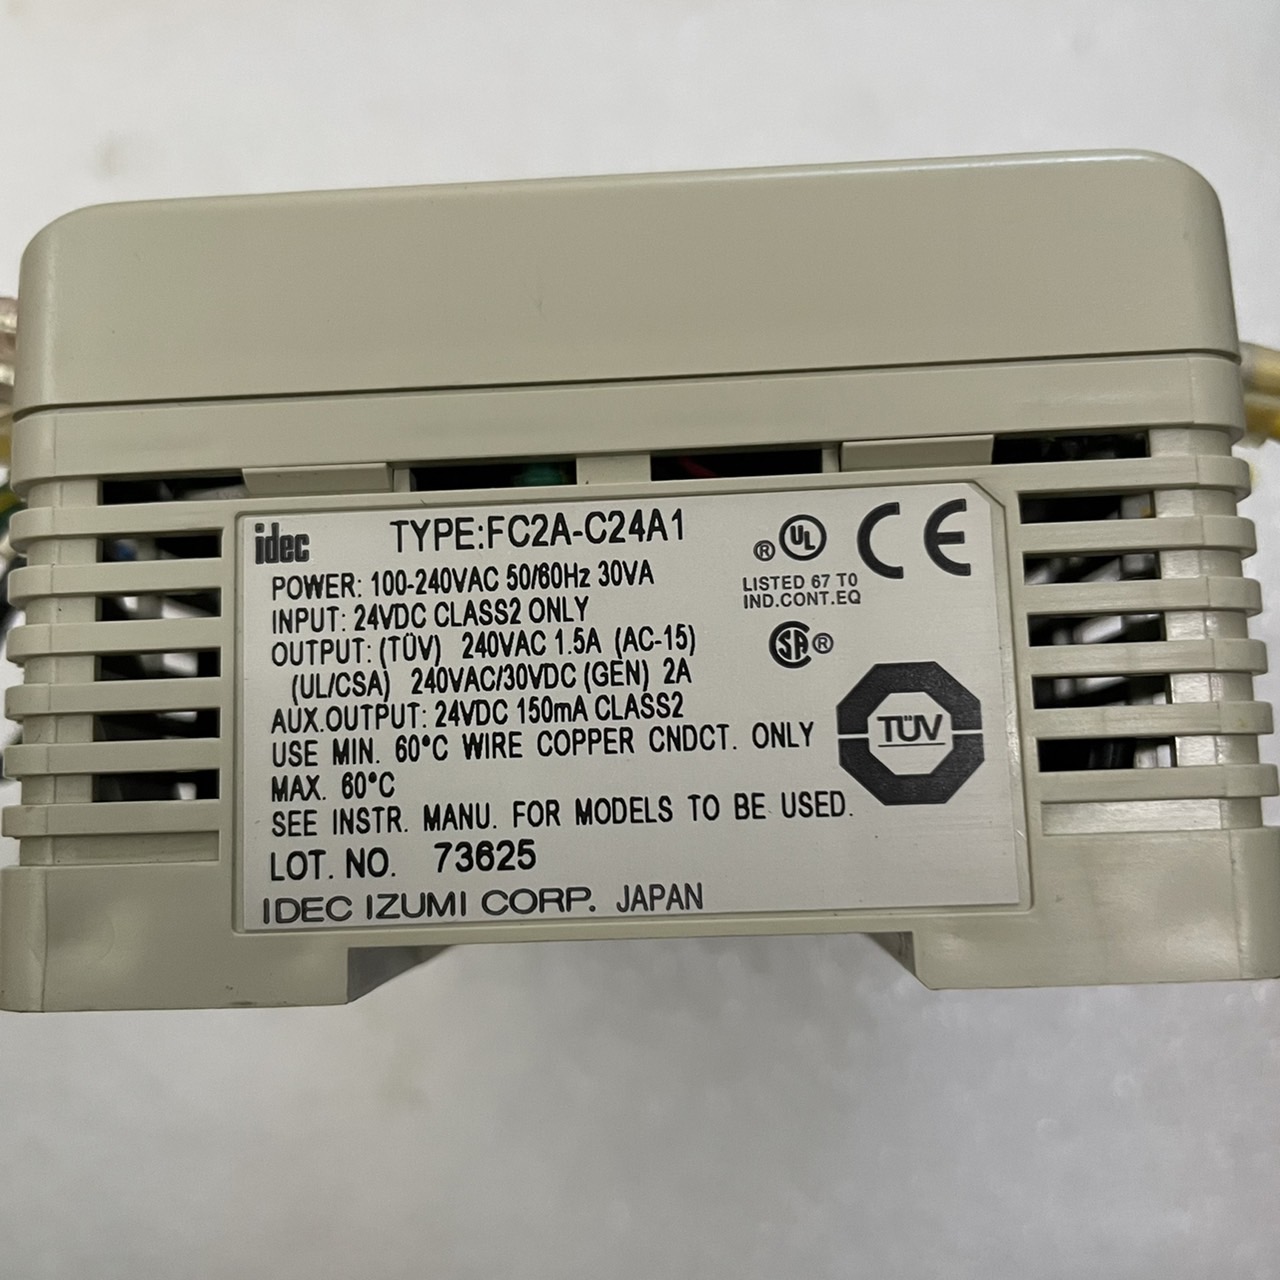 idec TYPE:FC2A-C24A1
POWER: 100-240VAC 50/60Hz 30VA
INPUT: 24VDC CLASS2 ONLY
OUTPUT: (TÜV) 240VAC 1.5A (AC-15)
(UL/CSA) 240VAC/30VDC (GEN) 2A
AUX.OUTPUT: 24VDC 150mA CLASS2
USE MIN. 60°C WIRE COPPER CNDCT. ONLY
MAX. 60°C
SEE INSTR. MANU. FOR MODELS TO BE USED.
LOT. NO. 73625
IDEC IZUMI CORP. JAPAN
® UL CE
LISTED 67 T0
IND.CONT.EQ
SA ®
TÜV